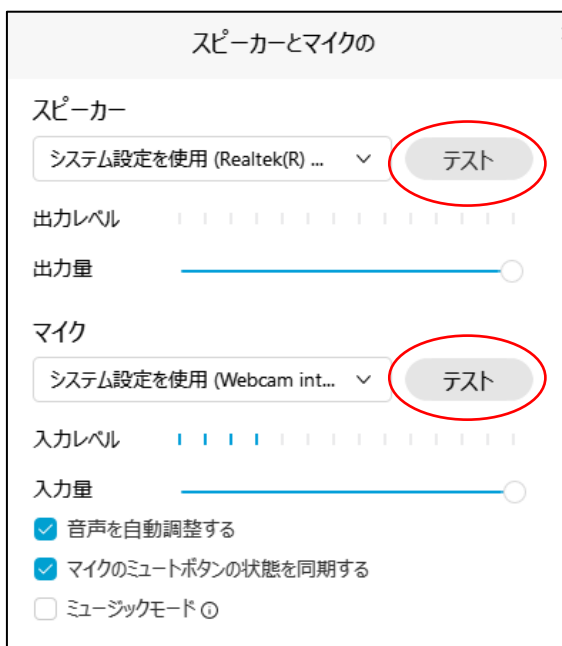 スピーカーとマイクの
スピーカー
システム設定を使用 (Realtek(R) ... テスト
出力レベル
出力量
マイク
システム設定を使用 (Webcam int... テスト
入力レベル
入力量
音声を自動調整する
マイクのミュートボタンの状態を同期する
ミュージックモード